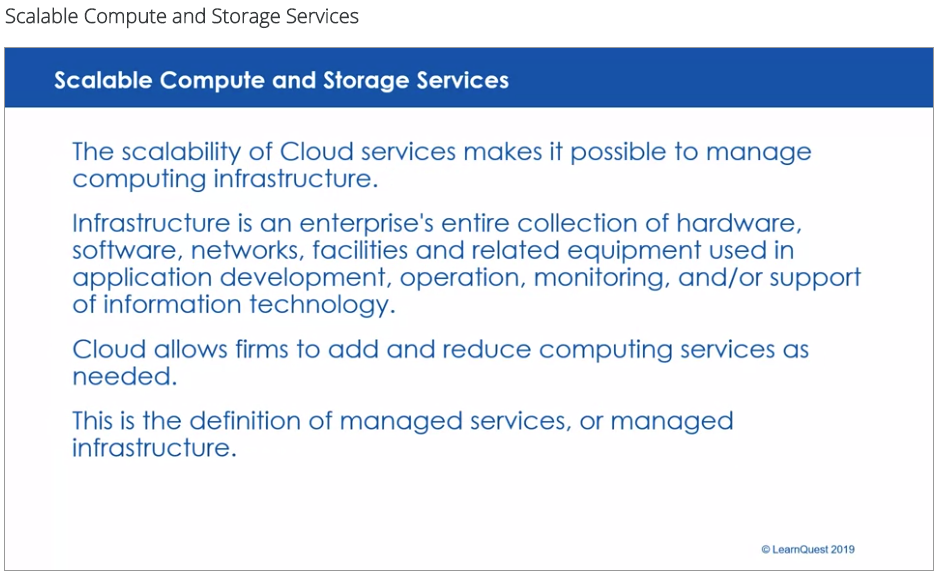 Scalable Compute and Storage Services
Scalable Compute and Storage Services
The scalability of Cloud services makes it possible to manage
computing infrastructure.
Infrastructure is an enterprise's entire collection of hardware,
software, networks, facilities and related equipment used in
application development, operation, monitoring, and/or support
of information technology.
Cloud allows firms to add and reduce computing services as
needed.
This is the definition of managed services, or managed
infrastructure.
© LearnQuest 2019